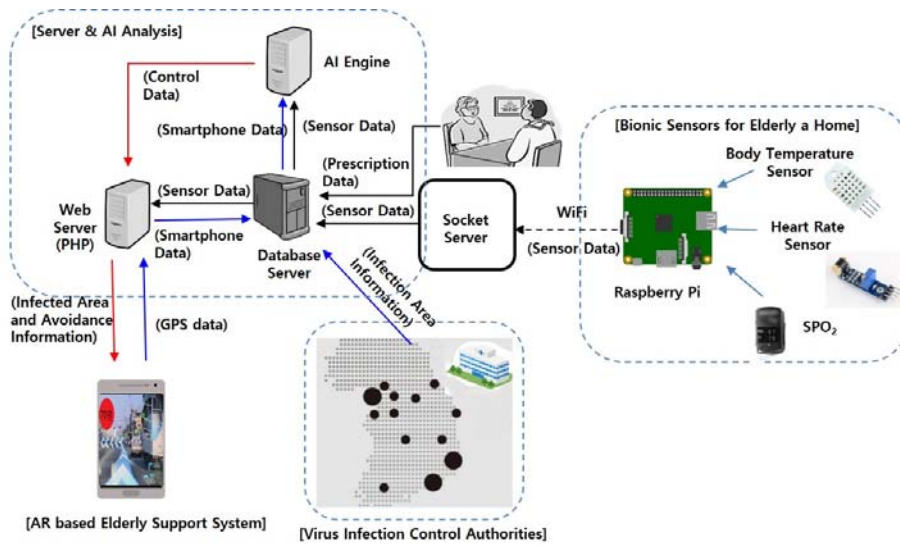 [Server & AI Analysis]
AI Engine
(Control
Data)
(Smartphone
Data)
(Sensor Data)
(Prescription
Data)
(Sensor Data)
(Sensor Data)
Web
Server
(PHP)
(Smartphone
Data)
Database
Server
Socket
Server
WiFi
(Sensor Data)
[Bionic Sensors for Elderly a Home]
Body Temperature
Sensor
Heart Rate
Sensor
Raspberry Pi
SPO₂
(Infection Area
Information)
(Infected Area
and Avoidance
Information)
(GPS data)
[AR based Elderly Support System]
[Virus Infection Control Authorities]